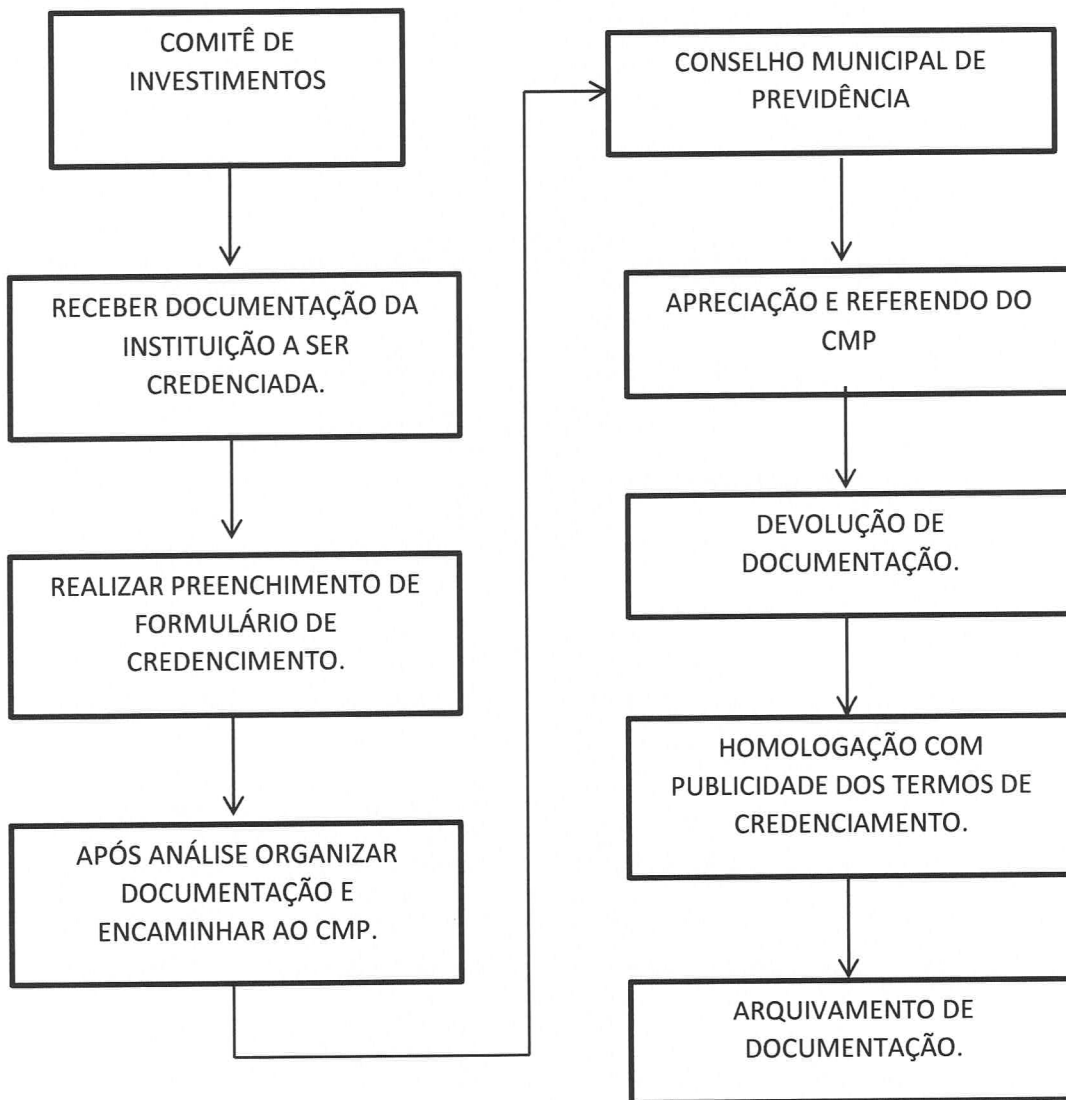 COMITÊ DE
INVESTIMENTOS
RECEBER DOCUMENTAÇÃO DA
INSTITUIÇÃO A SER
CREDENCIADA.
REALIZAR PREENCHIMENTO DE
FORMULÁRIO DE
CREDENCIMENTO.
APÓS ANÁLISE ORGANIZAR
DOCUMENTAÇÃO E
ENCAMINHAR AO CMP.
CONSELHO MUNICIPAL DE
PREVIDÊNCIA
APRECIAÇÃO E REFERENDO DO
CMP
DEVOLUÇÃO DE
DOCUMENTAÇÃO.
HOMOLOGAÇÃO COM
PUBLICIDADE DOS TERMOS DE
CREDENCIAMENTO.
ARQUIVAMENTO DE
DOCUMENTAÇÃO.